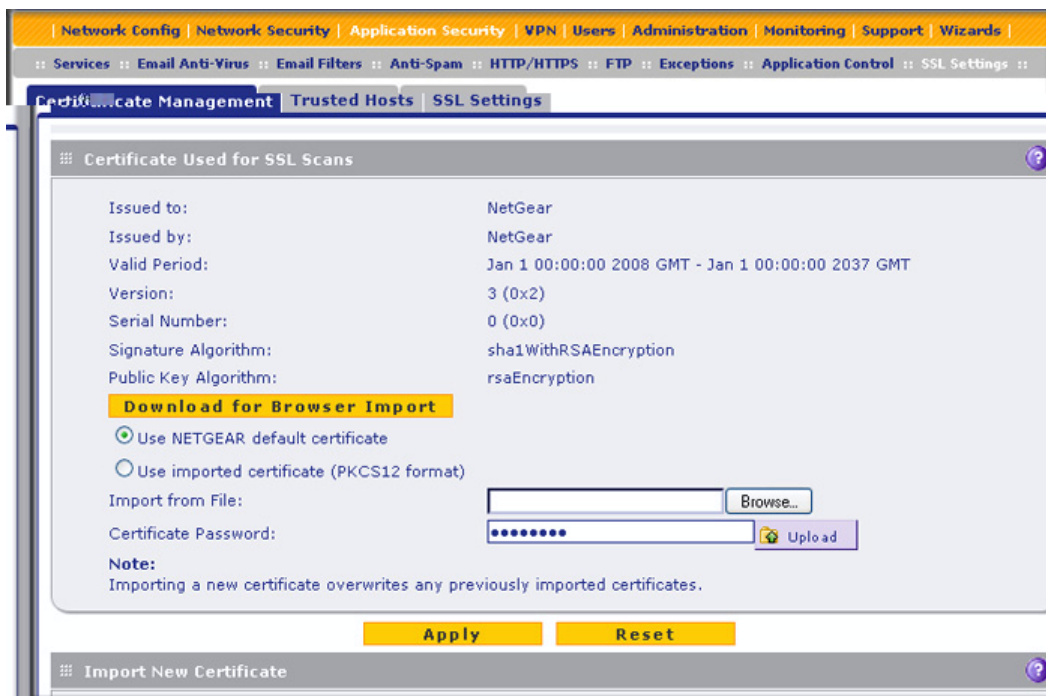 | Network Config | Network Security | Application Security | VPN | Users | Administration | Monitoring | Support | Wizards |
:: Services :: Email Anti-Virus :: Email Filters :: Anti-Spam :: HTTP/HTTPS :: FTP :: Exceptions :: Application Control :: SSL Settings ::
Certificate Management | Trusted Hosts | SSL Settings
Certificate Used for SSL Scans ?
Issued to: NetGear
Issued by: NetGear
Valid Period: Jan 1 00:00:00 2008 GMT - Jan 1 00:00:00 2037 GMT
Version: 3 (0x2)
Serial Number: 0 (0x0)
Signature Algorithm: sha1WithRSAEncryption
Public Key Algorithm: rsaEncryption
Download for Browser Import
Use NETGEAR default certificate
Use imported certificate (PKCS12 format)
Import from File: Browse...
Certificate Password: •••••••• Upload
Note:
Importing a new certificate overwrites any previously imported certificates.
Apply Reset
Import New Certificate ?